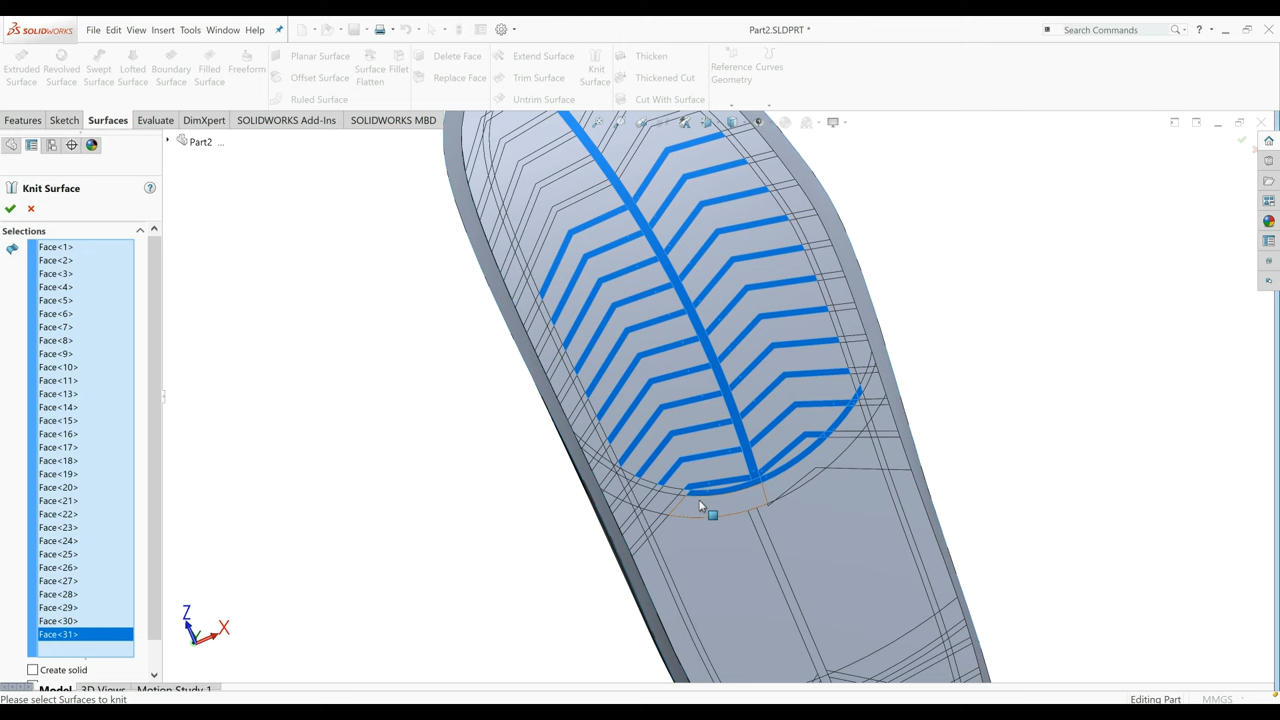 SOLIDWORKS File Edit View Insert Tools Window Help
Part2.SLDPRT *
Search Commands
Extruded Surface
Revolved Surface
Swept Surface
Lofted Surface
Boundary Surface
Filled Surface
Freeform
Planar Surface
Offset Surface
Ruled Surface
Surface Flatten
Fillet
Delete Face
Replace Face
Extend Surface
Trim Surface
Untrim Surface
Knit Surface
Thicken
Thickened Cut
Cut With Surface
Reference Geometry
Curves
Features Sketch Surfaces Evaluate DimXpert SOLIDWORKS Add-Ins SOLIDWORKS MBD
Part2 ...
Knit Surface
Selections
Face<1>
Face<2>
Face<3>
Face<4>
Face<5>
Face<6>
Face<7>
Face<8>
Face<9>
Face<10>
Face<11>
Face<13>
Face<14>
Face<15>
Face<16>
Face<17>
Face<18>
Face<19>
Face<20>
Face<21>
Face<22>
Face<23>
Face<24>
Face<25>
Face<26>
Face<27>
Face<28>
Face<29>
Face<30>
Face<31>
Create solid
Z
X
Model 3D Views Motion Study 1
Please select Surfaces to knit
Editing Part
MMGS